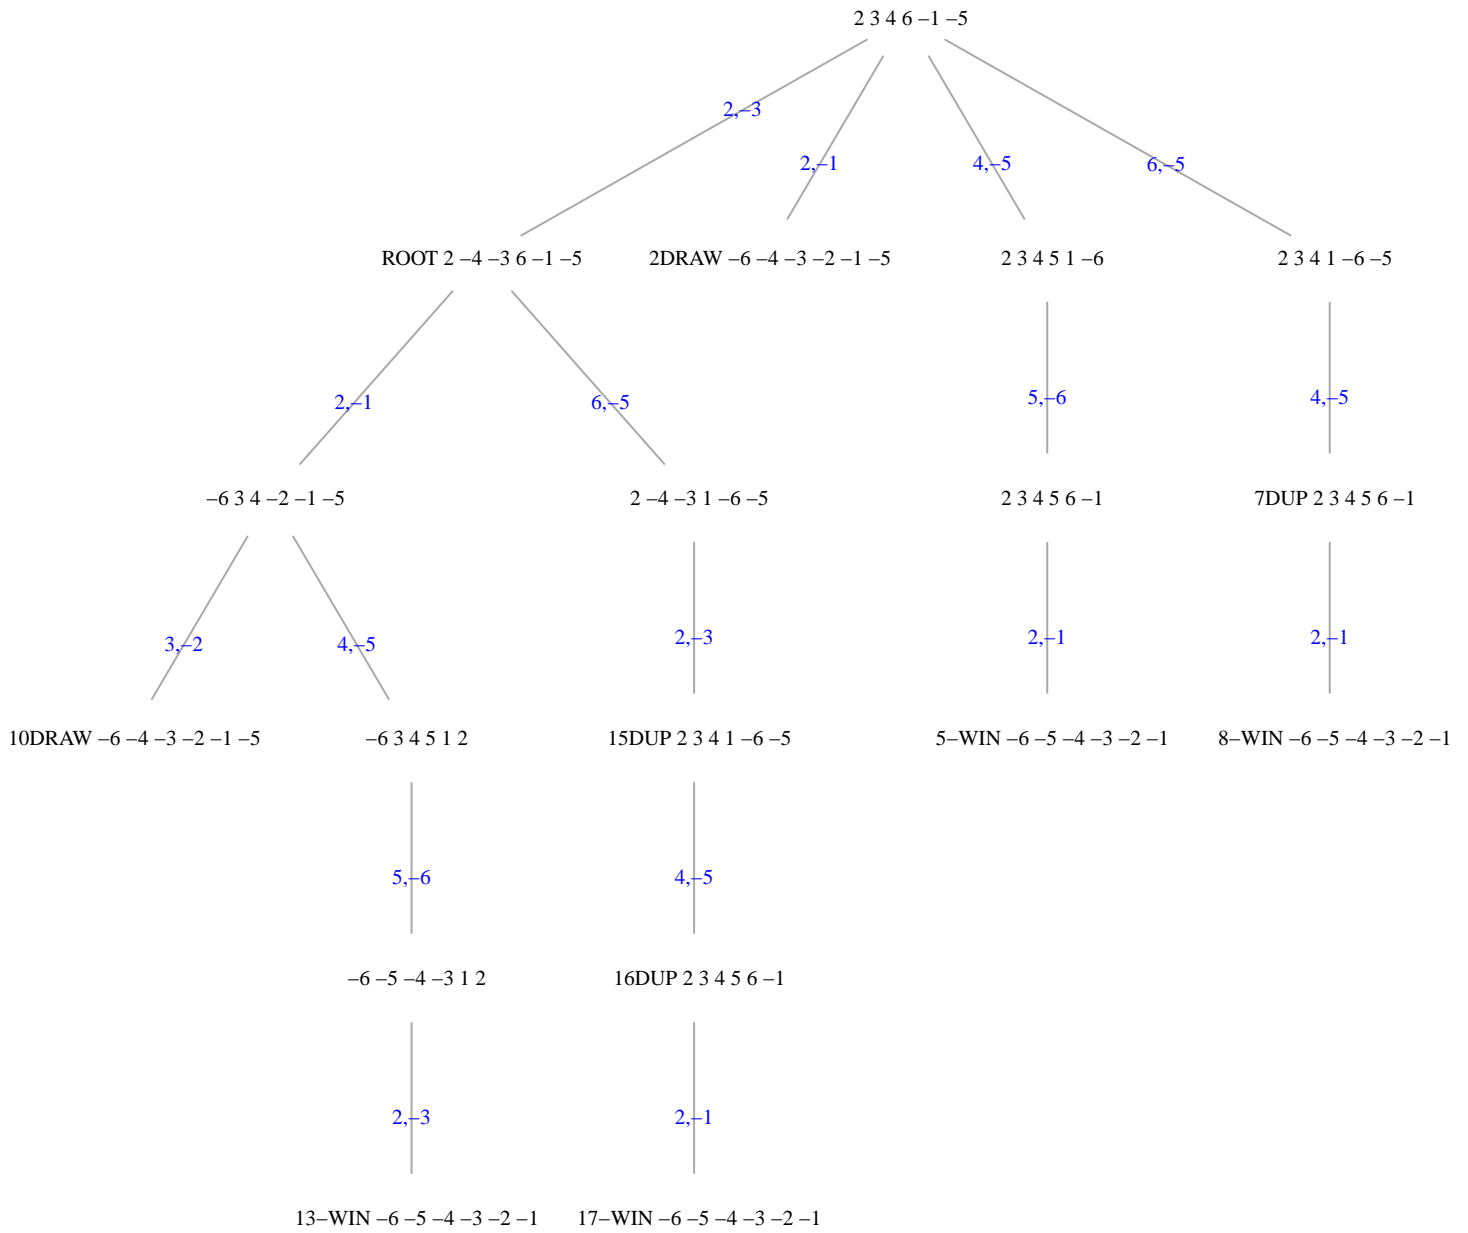 2 3 4 6 –1 –5
2,–3
2,–1
4,–5
6,–5
ROOT 2 –4 –3 6 –1 –5
2DRAW –6 –4 –3 –2 –1 –5
2 3 4 5 1 –6
2 3 4 1 –6 –5
2,–1
6,–5
5,–6
4,–5
–6 3 4 –2 –1 –5
2 –4 –3 1 –6 –5
2 3 4 5 6 –1
7DUP 2 3 4 5 6 –1
3,–2
4,–5
2,–3
2,–1
2,–1
10DRAW –6 –4 –3 –2 –1 –5
–6 3 4 5 1 2
15DUP 2 3 4 1 –6 –5
5–WIN –6 –5 –4 –3 –2 –1
8–WIN –6 –5 –4 –3 –2 –1
5,–6
4,–5
–6 –5 –4 –3 1 2
16DUP 2 3 4 5 6 –1
2,–3
2,–1
13–WIN –6 –5 –4 –3 –2 –1
17–WIN –6 –5 –4 –3 –2 –1